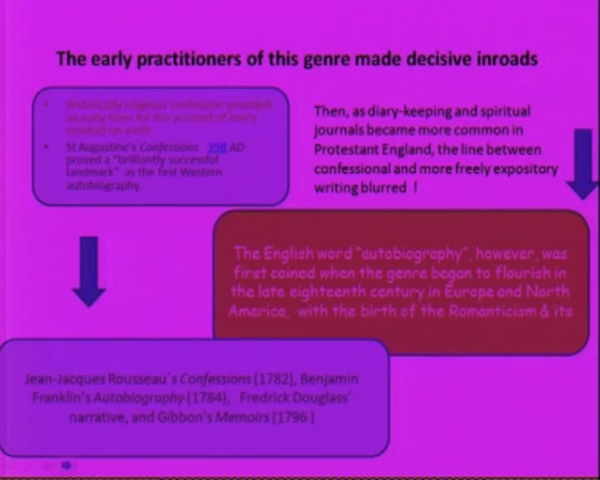 The early practitioners of this genre made decisive inroads
• Historically religious confession provided
an early form for the account of one's
conduct on earth.
• St Augustine's Confessions 398 AD
proved a "brilliantly successful
landmark" as the first Western
autobiography.
Then, as diary-keeping and spiritual
journals became more common in
Protestant England, the line between
confessional and more freely expository
writing blurred !
The English word "autobiography", however, was
first coined when the genre began to flourish in
the late eighteenth century in Europe and North
America, with the birth of the Romanticism & its
Jean-Jacques Rousseau's Confessions (1782), Benjamin
Franklin's Autobiography (1784), Fredrick Douglass'
narrative, and Gibbon's Memoirs (1796 )